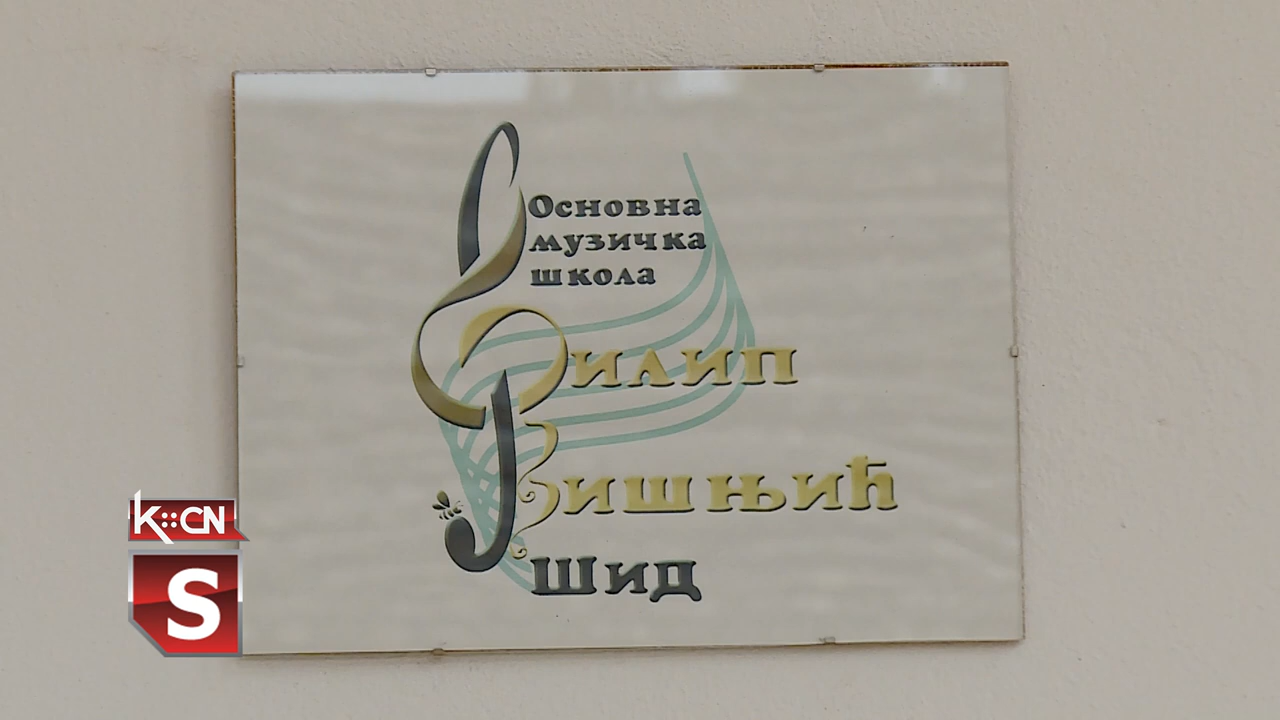 Основна
музичка
школа
Филип
Вишњић
Шид
K::CN
S